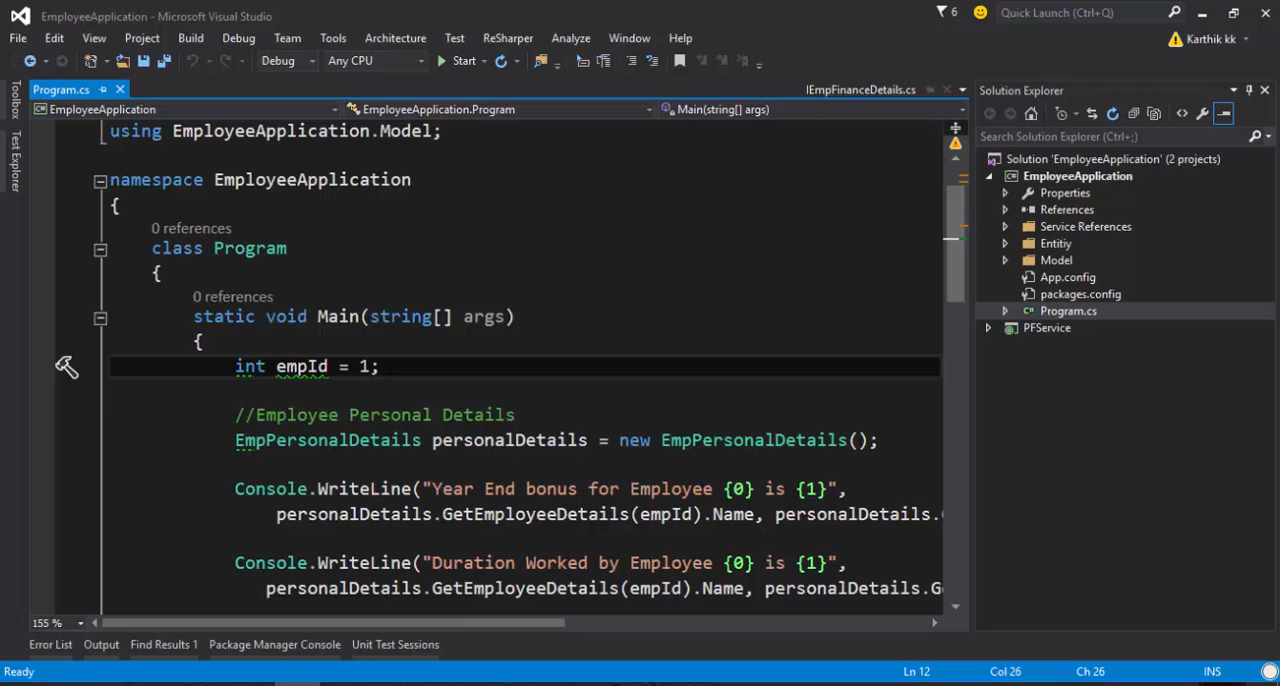 EmployeeApplication - Microsoft Visual Studio
6
Quick Launch (Ctrl+Q)
File Edit View Project Build Debug Team Tools Architecture Test ReSharper Analyze Window Help
Karthik kk
Debug Any CPU Start
Toolbox
Test Explorer
Program.cs
IEmpFinanceDetails.cs
EmployeeApplication EmployeeApplication.Program Main(string[] args)
using EmployeeApplication.Model;
namespace EmployeeApplication
{
0 references
class Program
{
0 references
static void Main(string[] args)
{
int empId = 1;
//Employee Personal Details
EmpPersonalDetails personalDetails = new EmpPersonalDetails();
Console.WriteLine("Year End bonus for Employee {0} is {1}",
personalDetails.GetEmployeeDetails(empId).Name, personalDetails.
Console.WriteLine("Duration Worked by Employee {0} is {1}",
personalDetails.GetEmployeeDetails(empId).Name, personalDetails.G
155 %
Solution Explorer
Search Solution Explorer (Ctrl+;)
Solution 'EmployeeApplication' (2 projects)
EmployeeApplication
Properties
References
Service References
Entitiy
Model
App.config
packages.config
Program.cs
PFService
Error List Output Find Results 1 Package Manager Console Unit Test Sessions
Ready Ln 12 Col 26 Ch 26 INS